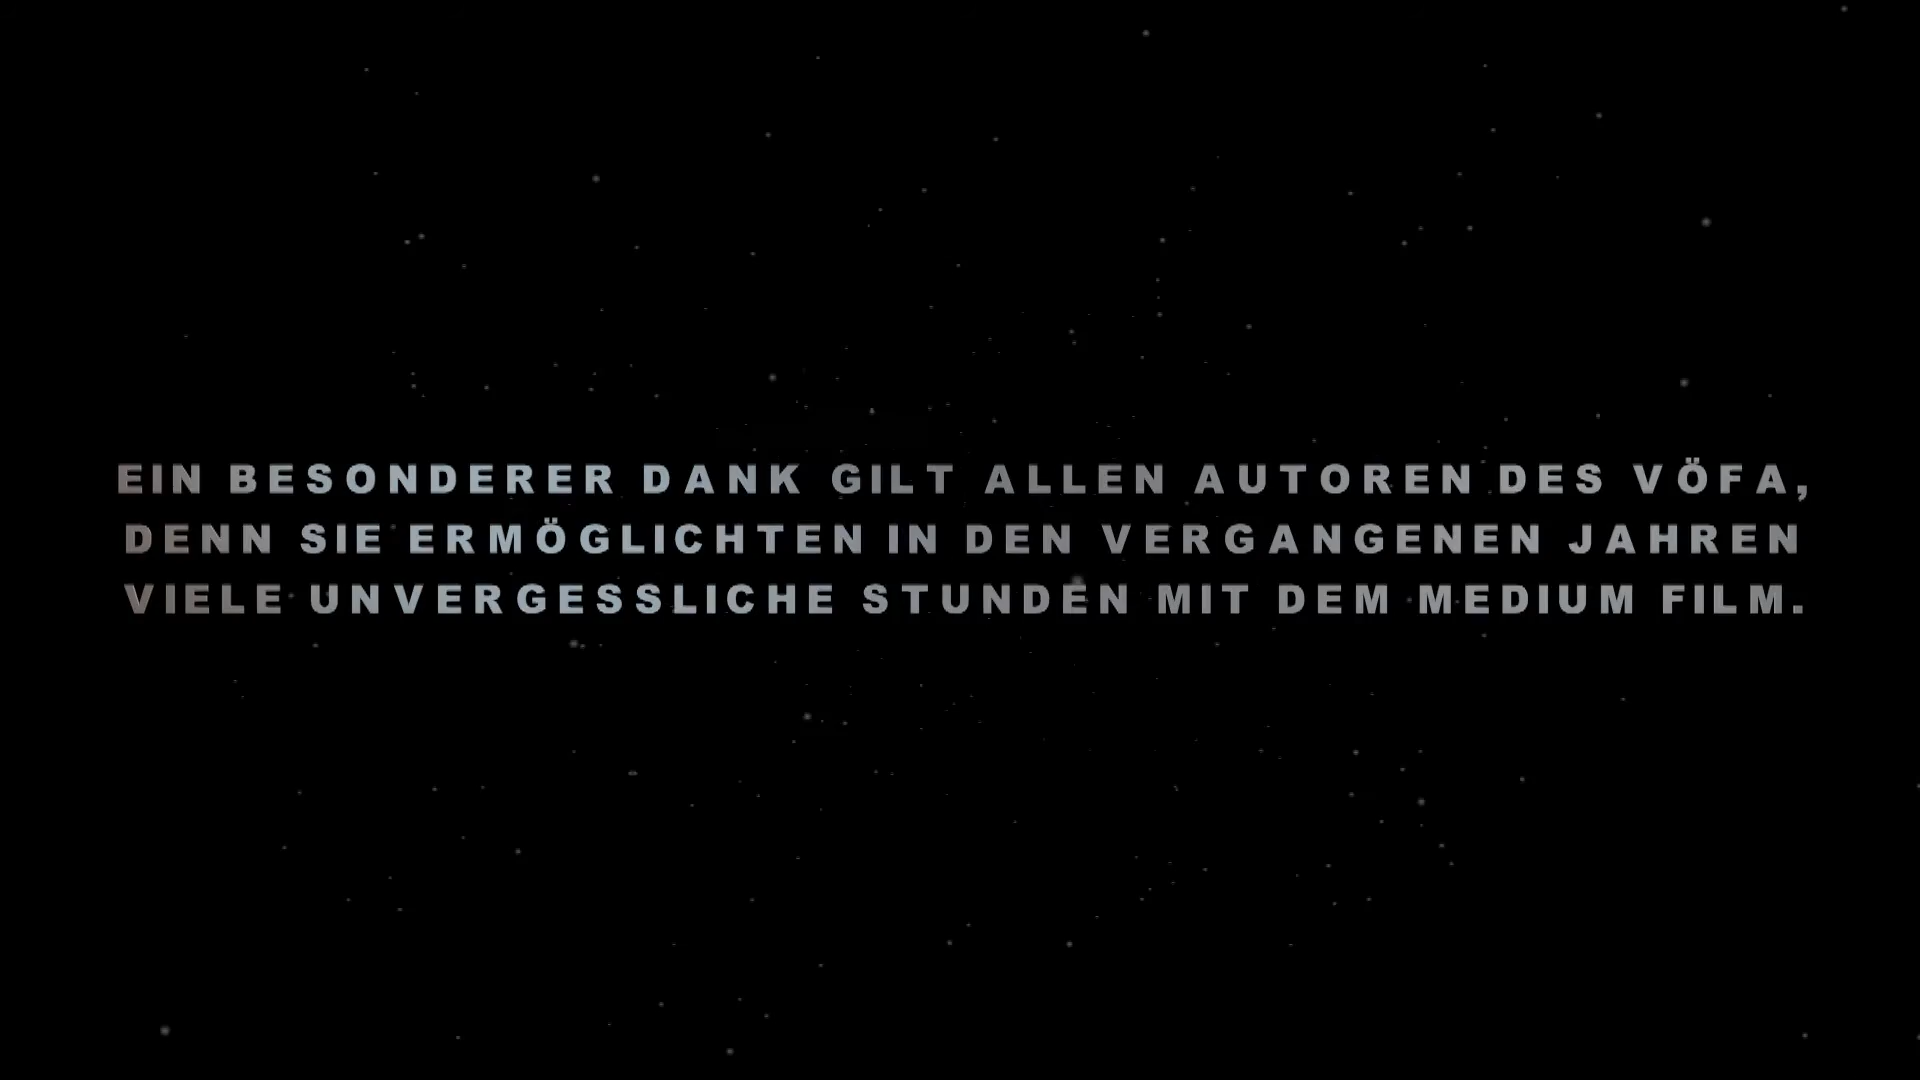 EIN BESONDERER DANK GILT ALLEN AUTOREN DES VÖFA,
DENN SIE ERMÖGLICHTEN IN DEN VERGANGENEN JAHREN
VIELE UNVERGESSLICHE STUNDEN MIT DEM MEDIUM FILM.